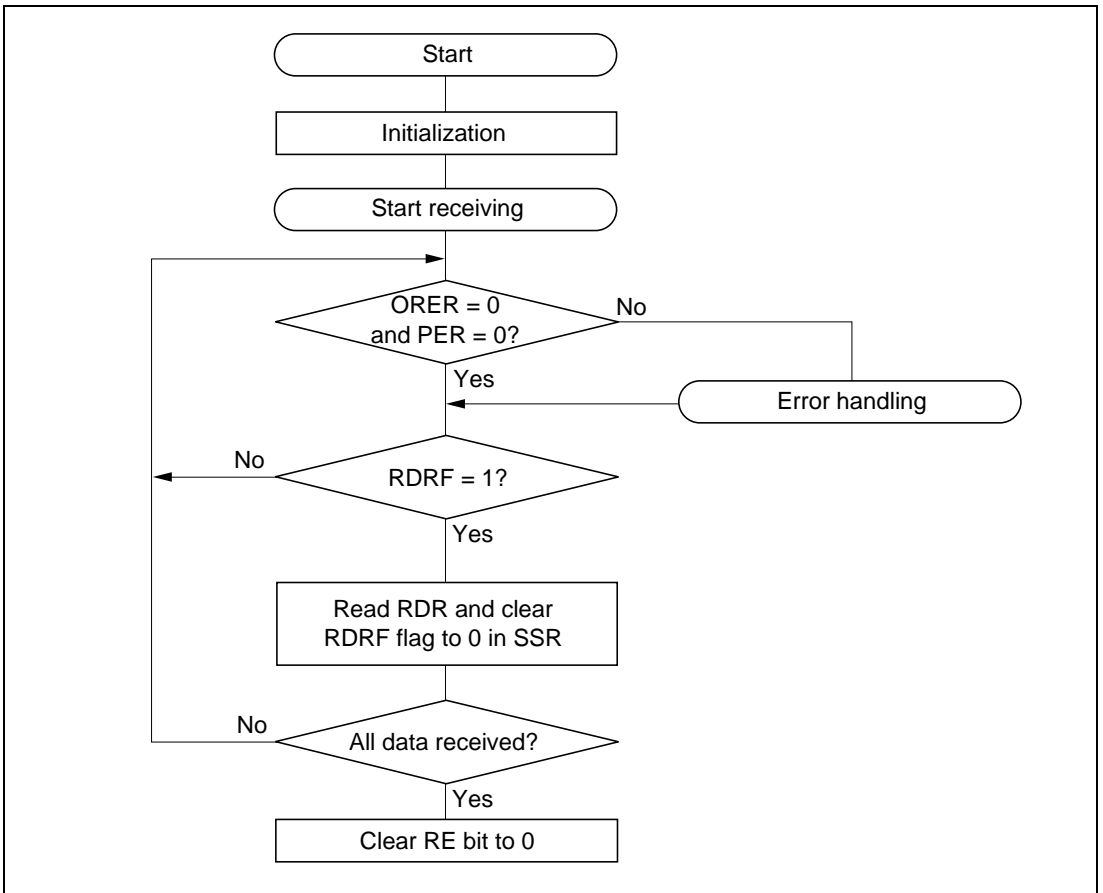 Start
Initialization
Start receiving
ORER = 0
and PER = 0?
No
Yes
Error handling
No
RDRF = 1?
Yes
Read RDR and clear
RDRF flag to 0 in SSR
No
All data received?
Yes
Clear RE bit to 0